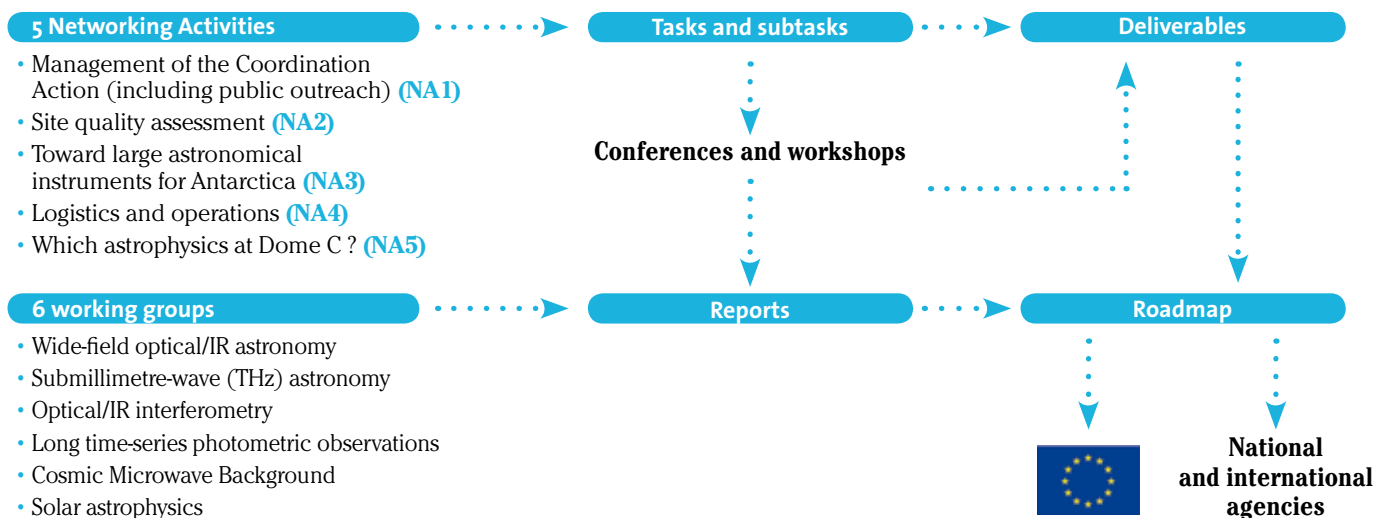 5 Networking Activities
Tasks and subtasks
Deliverables
• Management of the Coordination
Action (including public outreach) (NA1)
• Site quality assessment (NA2)
• Toward large astronomical
instruments for Antarctica (NA3)
• Logistics and operations (NA4)
• Which astrophysics at Dome C ? (NA5)
Conferences and workshops
6 working groups
Reports
Roadmap
• Wide-field optical/IR astronomy
• Submillimetre-wave (THz) astronomy
• Optical/IR interferometry
• Long time-series photometric observations
• Cosmic Microwave Background
• Solar astrophysics
National
and international
agencies